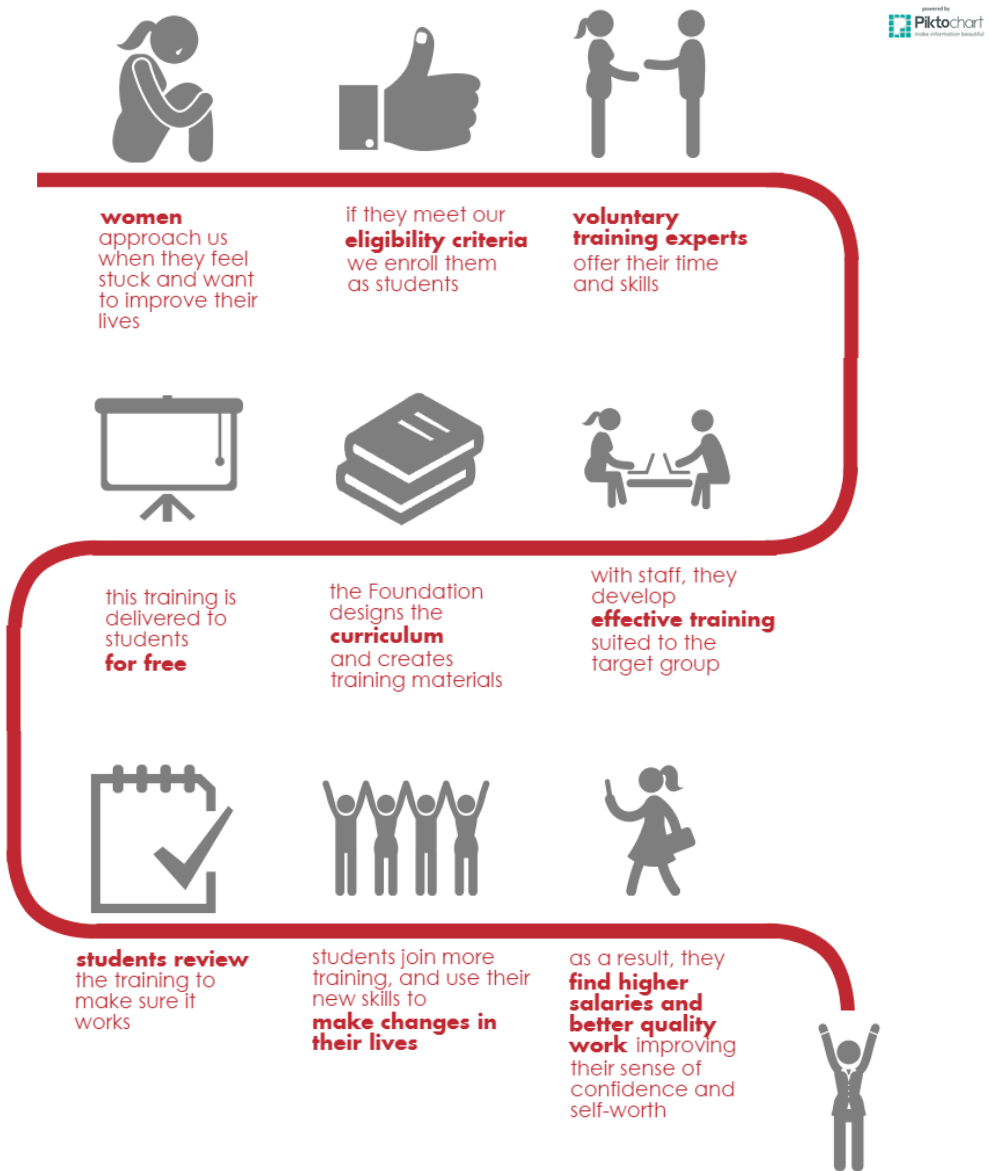 powered by
Piktochart
make information beautiful
women
approach us
when they feel
stuck and want
to improve their
lives
if they meet our
eligibility criteria
we enroll them
as students
voluntary
training experts
offer their time
and skills
with staff, they
develop
effective training
suited to the
target group
the Foundation
designs the
curriculum
and creates
training materials
this training is
delivered to
students
for free
students review
the training to
make sure it
works
students join more
training, and use their
new skills to
make changes in
their lives
as a result, they
find higher
salaries and
better quality
work improving
their sense of
confidence and
self-worth